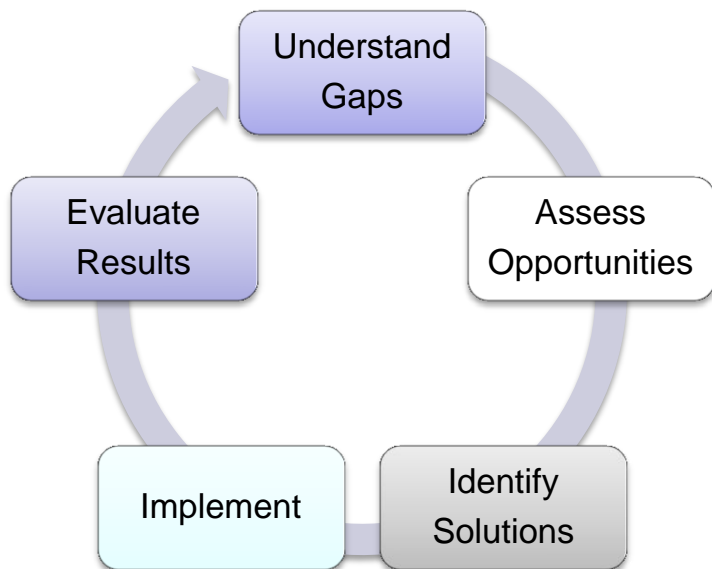 Understand
Gaps
Assess
Opportunities
Identify
Solutions
Implement
Evaluate
Results